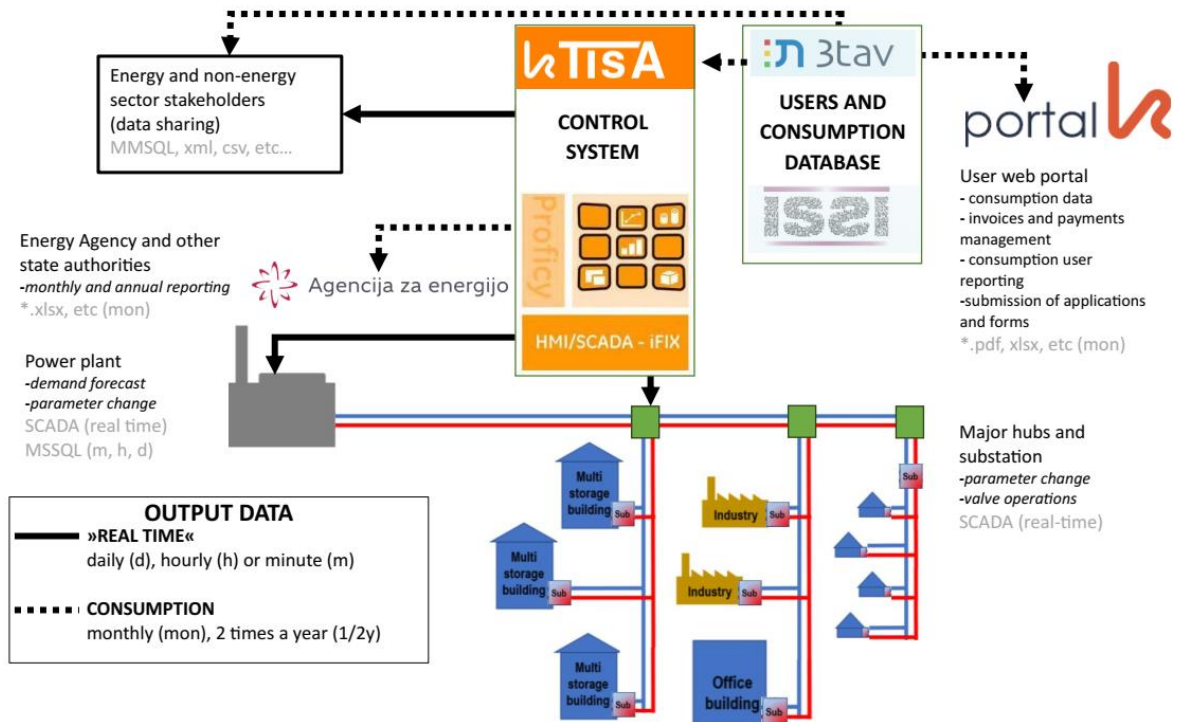 Energy and non-energy
sector stakeholders
(data sharing)
MMSQL, xml, csv, etc...
kTISA
CONTROL
SYSTEM
Proficy
HMI/SCADA - iFIX
3tav
USERS AND
CONSUMPTION
DATABASE
ISSI
portal
User web portal
- consumption data
- invoices and payments
management
- consumption user
reporting
-submission of applications
and forms
*.pdf, xlsx, etc (mon)
Energy Agency and other
state authorities
-monthly and annual reporting
*.xlsx, etc (mon)
Agencija za energijo
Power plant
-demand forecast
-parameter change
SCADA (real time)
MSSQL (m, h, d)
Major hubs and
substation
-parameter change
-valve operations
SCADA (real-time)
Multi
storage
building
Sub
Multi
storage
building
Sub
Multi
storage
building
Sub
Industry
Sub
Industry
Sub
Office
building
Sub
Sub
OUTPUT DATA
»REAL TIME«
daily (d), hourly (h) or minute (m)
CONSUMPTION
monthly (mon), 2 times a year (1/2y)